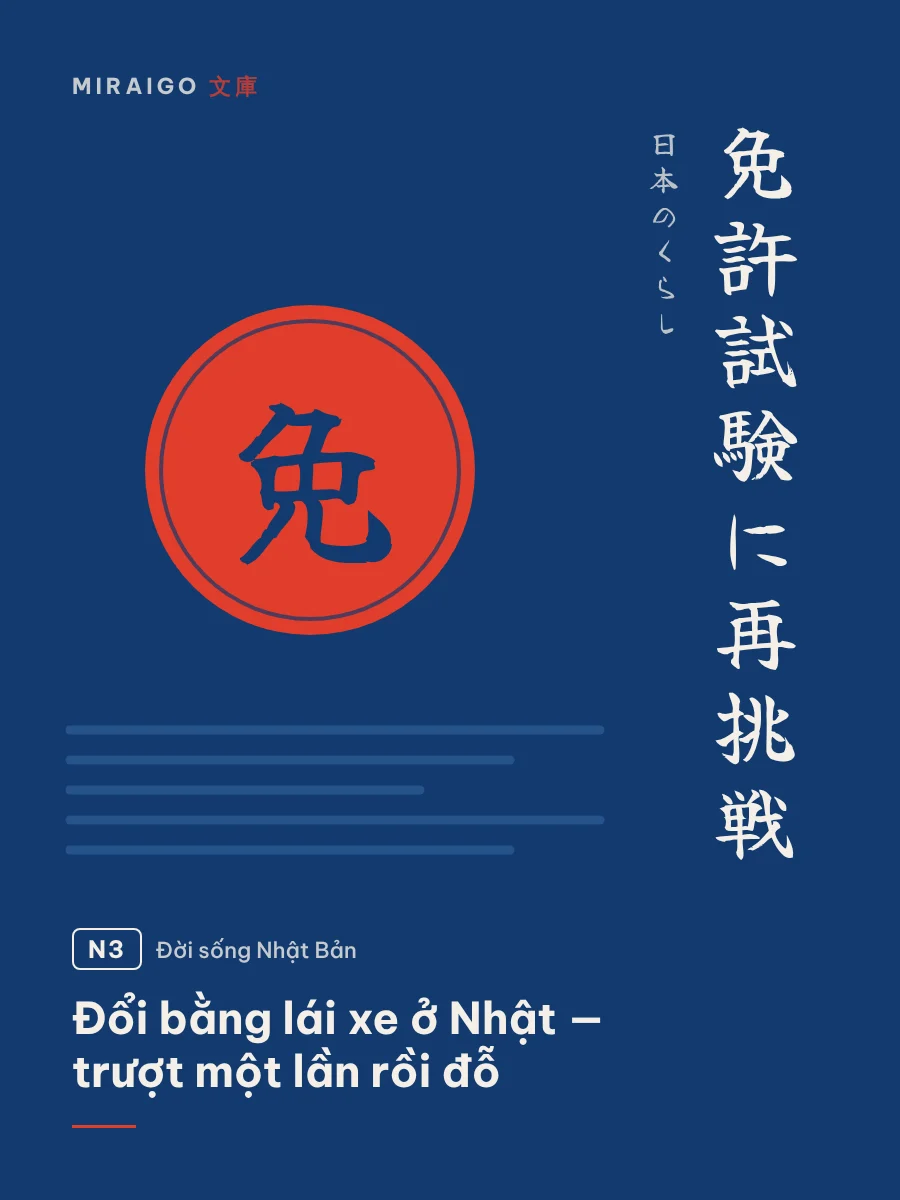 MIRAIGO 文庫
免許試験に再挑戦
日本のくらし
免
N3 Đời sống Nhật Bản
Đổi bằng lái xe ở Nhật —
trượt một lần rồi đỗ